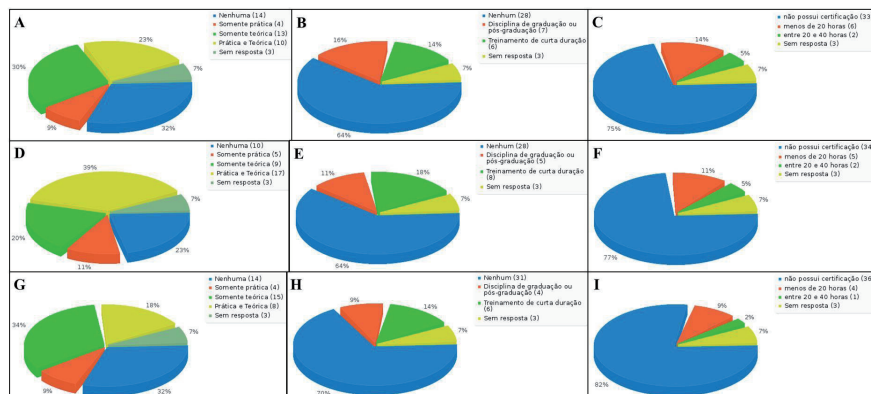 A
Nenhuma (14)
Somente prática (4)
Somente teórica (13)
Prática e Teórica (10)
Sem resposta (3)
23%
30%
7%
9%
32%
B
Nenhum (28)
Disciplina de graduação ou
pós-graduação (7)
Treinamento de curta duração
(6)
Sem resposta (3)
16%
14%
7%
64%
C
não possui certificação (33
menos de 20 horas (6)
entre 20 e 40 horas (2)
Sem resposta (3)
14%
5%
7%
75%
D
Nenhuma (10)
Somente prática (5)
Somente teórica (9)
Prática e Teórica (17)
Sem resposta (3)
39%
7%
20%
11%
23%
E
Nenhum (28)
Disciplina de graduação ou
pós-graduação (5)
Treinamento de curta duração
(8)
Sem resposta (3)
11%
18%
7%
64%
F
não possui certificação (34
menos de 20 horas (5)
entre 20 e 40 horas (2)
Sem resposta (3)
11%
5%
7%
77%
G
Nenhuma (14)
Somente prática (4)
Somente teórica (15)
Prática e Teórica (8)
Sem resposta (3)
18%
34%
7%
9%
32%
H
Nenhum (31)
Disciplina de graduação ou
pós-graduação (4)
Treinamento de curta duração
(6)
Sem resposta (3)
9%
14%
7%
70%
I
não possui certificação (36
menos de 20 horas (4)
entre 20 e 40 horas (1)
Sem resposta (3)
9%
2%
7%
82%